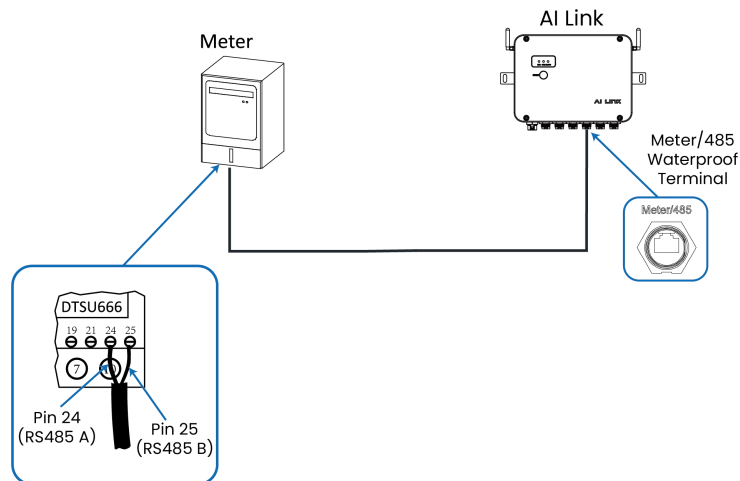 AI Link
Meter
AI LINK
Meter/485
Waterproof
Terminal
Meter/485
DTSU666
19 21 24 25
7 10
Pin 24
(RS485 A)
Pin 25
(RS485 B)